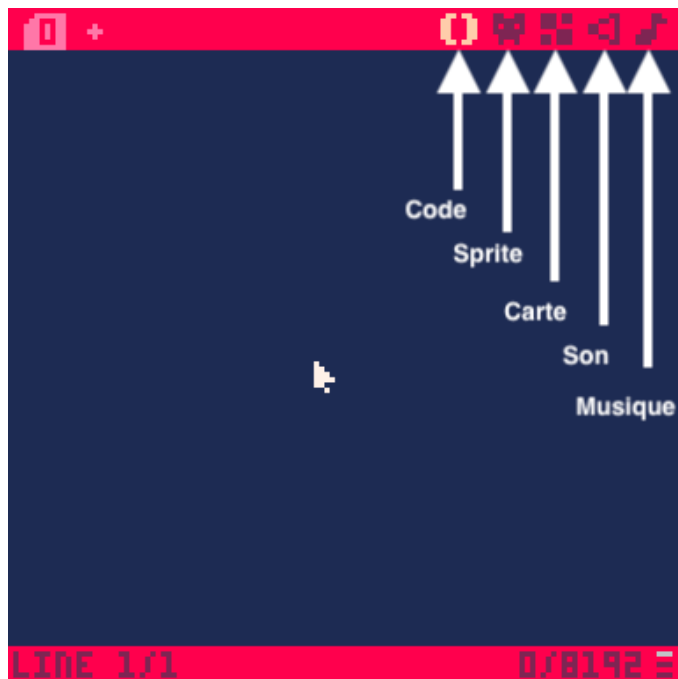 0 +
Code
Sprite
Carte
Son
Musique
LINE 1/1 0/8192